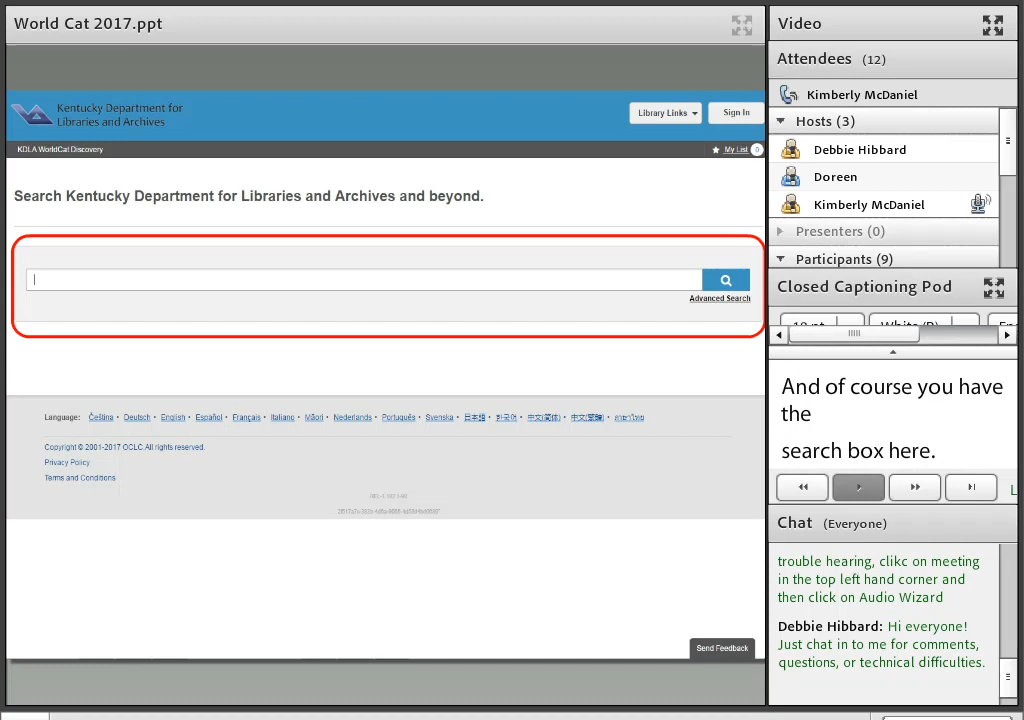 World Cat 2017.ppt
Kentucky Department for
Libraries and Archives
Library Links
Sign In
KDLA WorldCat Discovery
My List 0
Search Kentucky Department for Libraries and Archives and beyond.
Advanced Search
Language: Čeština • Deutsch • English • Español • Français • Italiano • Māori • Nederlands • Português • Svenska • 日本語 • 한국어 • 中文(简体) • 中文(繁體) • ภาษาไทย
Copyright © 2001-2017 OCLC. All rights reserved.
Privacy Policy
Terms and Conditions
Send Feedback
Video
Attendees (12)
Kimberly McDaniel
Hosts (3)
Debbie Hibbard
Doreen
Kimberly McDaniel
Presenters (0)
Participants (9)
Closed Captioning Pod
And of course you have
the
search box here.
Chat (Everyone)
trouble hearing, clikc on meeting
in the top left hand corner and
then click on Audio Wizard
Debbie Hibbard: Hi everyone!
Just chat in to me for comments,
questions, or technical difficulties.